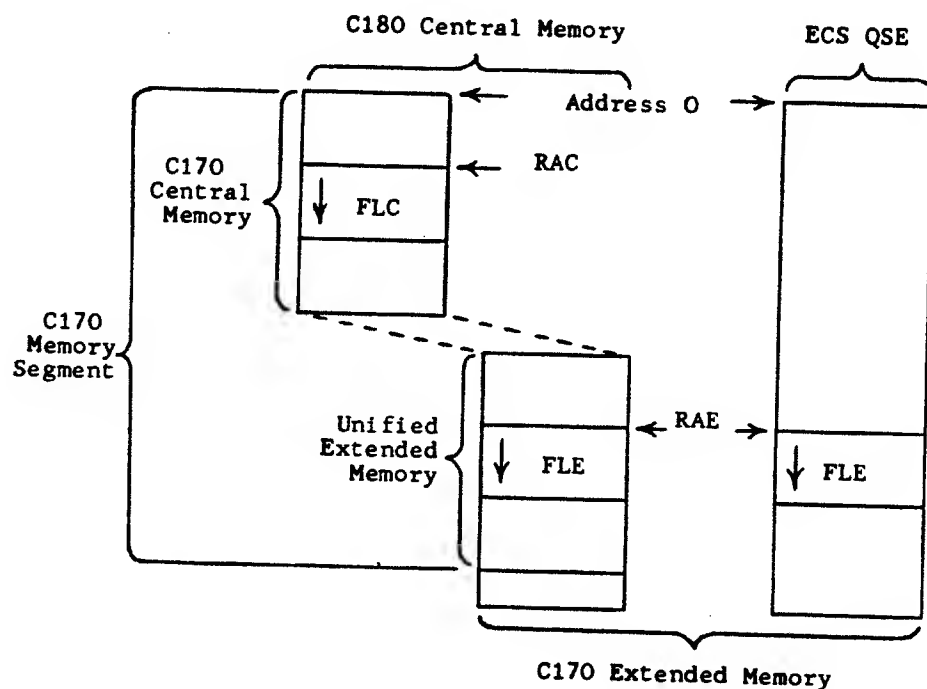 C180 Central Memory
ECS QSE
Address 0
C170
Central
Memory
RAC
FLC
C170
Memory
Segment
Unified
Extended
Memory
RAE
FLE
FLE
C170 Extended Memory